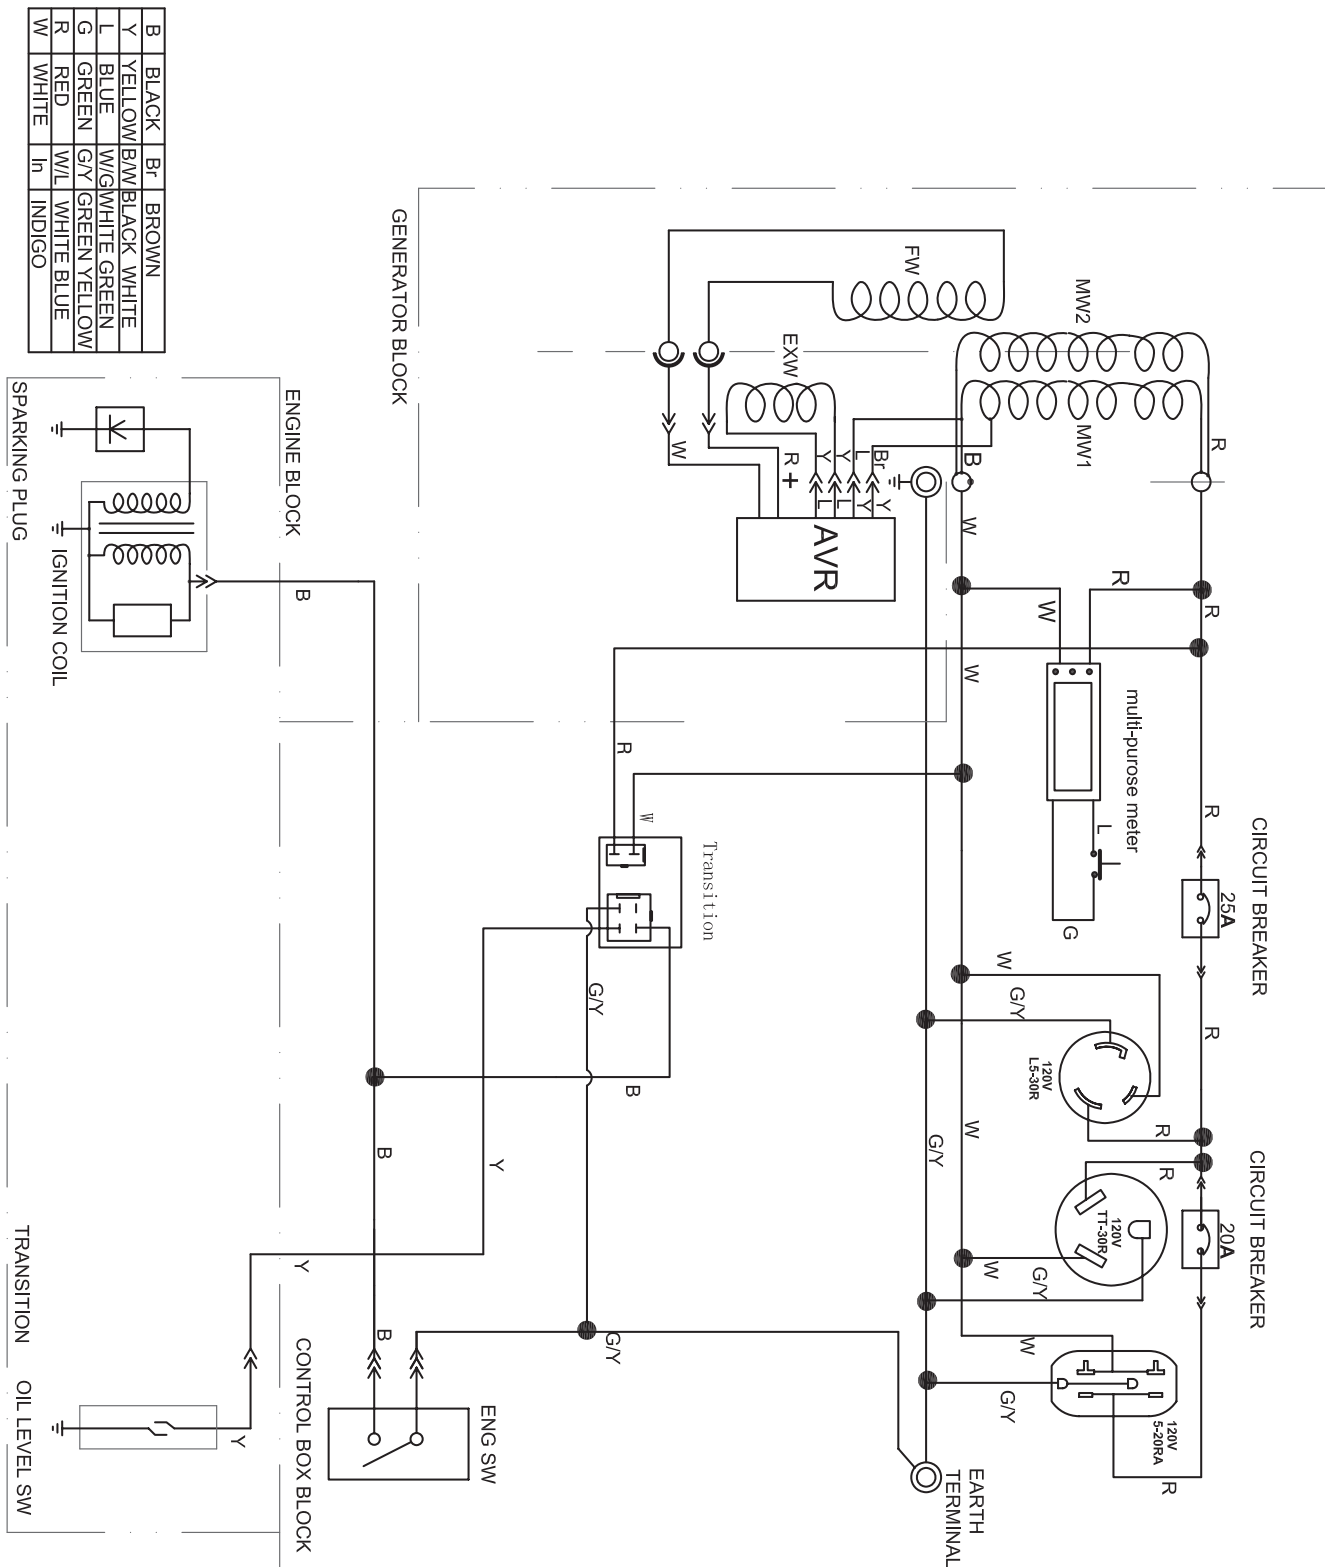 B BLACK Br BROWN
Y YELLOW B/W BLACK WHITE
L BLUE W/G WHITE GREEN
G GREEN G/Y GREEN YELLOW
R RED W/L WHITE BLUE
W WHITE In INDIGO
GENERATOR BLOCK
FW
MW2
EXW
MW1
R
W
R
+
Y
Y
L
Br
B
L
L
Y
Y
AVR
W
W
R
R
W
R
multi-purose meter
R
L
G
CIRCUIT BREAKER
25A
R
W
G/Y
120V
L5-30R
R
W
G/Y
CIRCUIT BREAKER
20A
R
120V
TT-30R
W
G/Y
W
G/Y
120V
5-20RA
R
EARTH
TERMINAL
R
W
Transition
G/Y
B
Y
G/Y
ENGINE BLOCK
SPARKING PLUG
IGNITION COIL
B
B
Y
B
CONTROL BOX BLOCK
ENG SW
TRANSITION
OIL LEVEL SW
Y